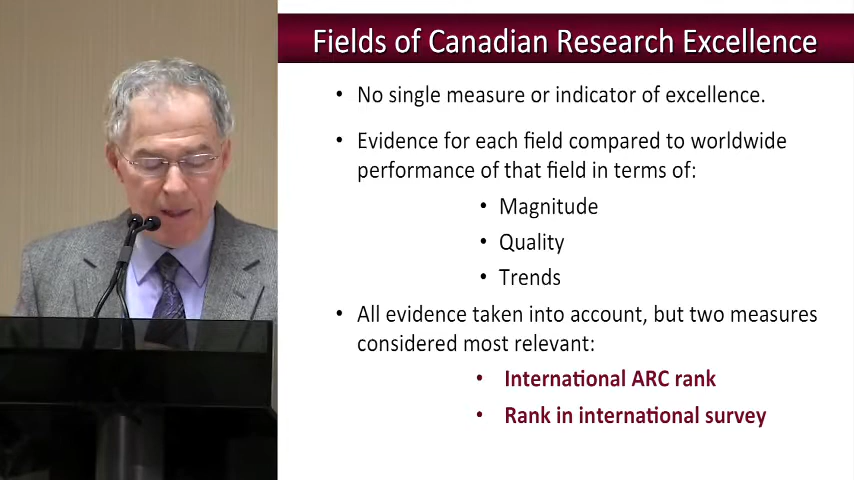 Fields of Canadian Research Excellence
• No single measure or indicator of excellence.
• Evidence for each field compared to worldwide
performance of that field in terms of:
• Magnitude
• Quality
• Trends
• All evidence taken into account, but two measures
considered most relevant:
• International ARC rank
• Rank in international survey